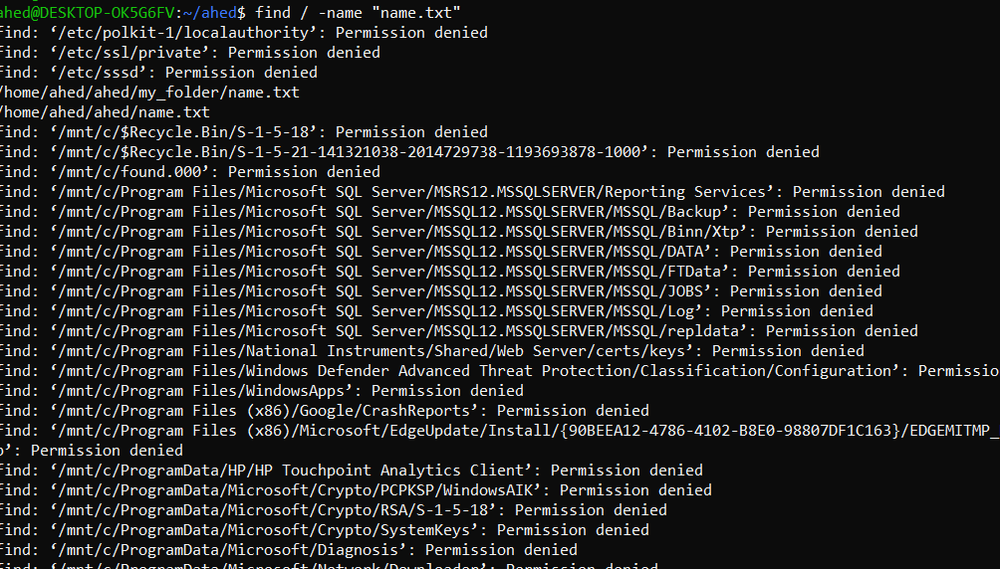 ahed@DESKTOP-OK5G6FV:~/ahed$ find / -name "name.txt"
find: ‘/etc/polkit-1/localauthority’: Permission denied
find: ‘/etc/ssl/private’: Permission denied
find: ‘/etc/sssd’: Permission denied
/home/ahed/ahed/my_folder/name.txt
/home/ahed/ahed/name.txt
find: ‘/mnt/c/$Recycle.Bin/S-1-5-18’: Permission denied
find: ‘/mnt/c/$Recycle.Bin/S-1-5-21-141321038-2014729738-1193693878-1000’: Permission denied
find: ‘/mnt/c/found.000’: Permission denied
find: ‘/mnt/c/Program Files/Microsoft SQL Server/MSRS12.MSSQLSERVER/Reporting Services’: Permission denied
find: ‘/mnt/c/Program Files/Microsoft SQL Server/MSSQL12.MSSQLSERVER/MSSQL/Backup’: Permission denied
find: ‘/mnt/c/Program Files/Microsoft SQL Server/MSSQL12.MSSQLSERVER/MSSQL/Binn/Xtp’: Permission denied
find: ‘/mnt/c/Program Files/Microsoft SQL Server/MSSQL12.MSSQLSERVER/MSSQL/DATA’: Permission denied
find: ‘/mnt/c/Program Files/Microsoft SQL Server/MSSQL12.MSSQLSERVER/MSSQL/FTData’: Permission denied
find: ‘/mnt/c/Program Files/Microsoft SQL Server/MSSQL12.MSSQLSERVER/MSSQL/JOBS’: Permission denied
find: ‘/mnt/c/Program Files/Microsoft SQL Server/MSSQL12.MSSQLSERVER/MSSQL/Log’: Permission denied
find: ‘/mnt/c/Program Files/Microsoft SQL Server/MSSQL12.MSSQLSERVER/MSSQL/repldata’: Permission denied
find: ‘/mnt/c/Program Files/National Instruments/Shared/Web Server/certs/keys’: Permission denied
find: ‘/mnt/c/Program Files/Windows Defender Advanced Threat Protection/Classification/Configuration’: Permissio
find: ‘/mnt/c/Program Files/WindowsApps’: Permission denied
find: ‘/mnt/c/Program Files (x86)/Google/CrashReports’: Permission denied
find: ‘/mnt/c/Program Files (x86)/Microsoft/EdgeUpdate/Install/{90BEEA12-4786-4102-B8E0-98807DF1C163}/EDGEMITMP_
’: Permission denied
find: ‘/mnt/c/ProgramData/HP/HP Touchpoint Analytics Client’: Permission denied
find: ‘/mnt/c/ProgramData/Microsoft/Crypto/PCPKSP/WindowsAIK’: Permission denied
find: ‘/mnt/c/ProgramData/Microsoft/Crypto/RSA/S-1-5-18’: Permission denied
find: ‘/mnt/c/ProgramData/Microsoft/Crypto/SystemKeys’: Permission denied
find: ‘/mnt/c/ProgramData/Microsoft/Diagnosis’: Permission denied
find: ‘/mnt/c/ProgramData/Microsoft/Network/Downloader’: Permission denied